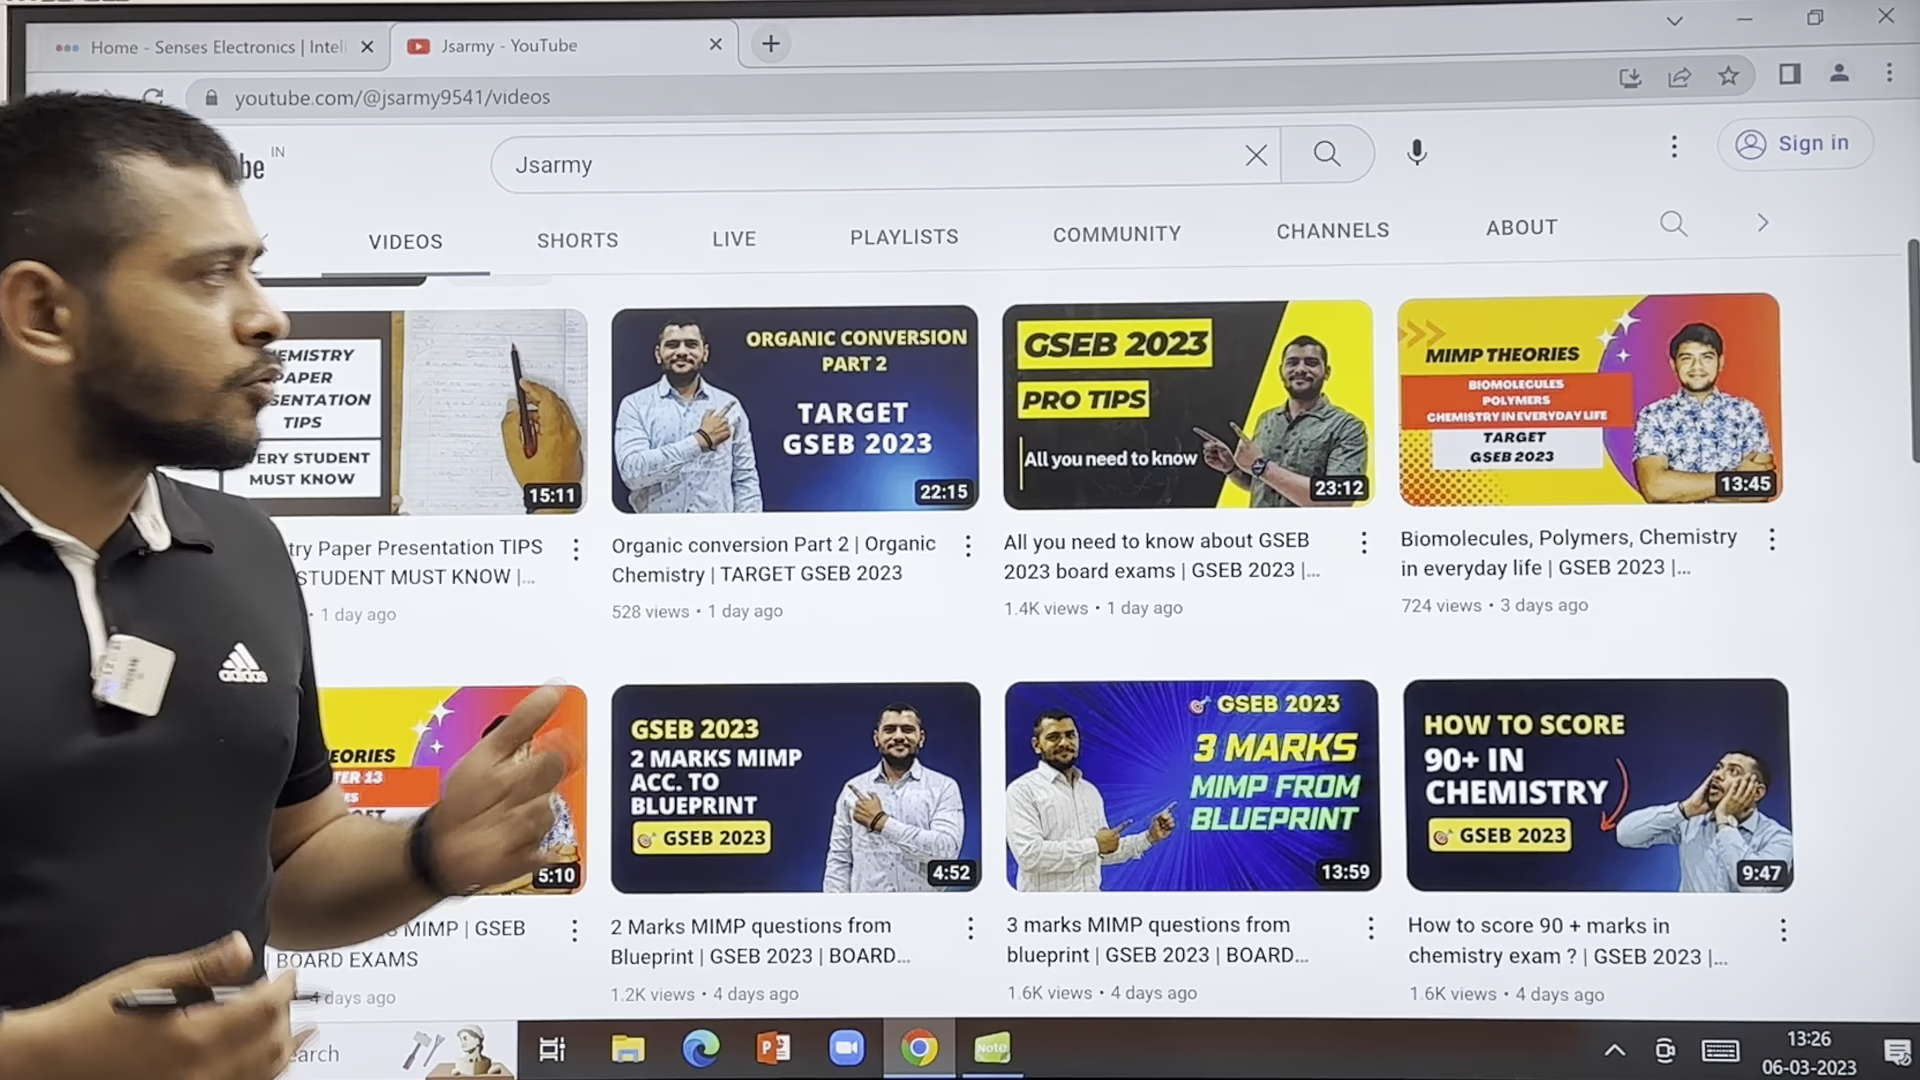 Home - Senses Electronics | Inteli
Jsarmy - YouTube
youtube.com/@jsarmy9541/videos
be IN
Jsarmy
Sign in
VIDEOS
SHORTS
LIVE
PLAYLISTS
COMMUNITY
CHANNELS
ABOUT
EMISTRY
PAPER
SENTATION
TIPS
ERY STUDENT
MUST KNOW
15:11
ORGANIC CONVERSION
PART 2
TARGET
GSEB 2023
22:15
GSEB 2023
PRO TIPS
All you need to know
23:12
MIMP THEORIES
BIOMOLECULES
POLYMERS
CHEMISTRY IN EVERYDAY LIFE
TARGET
GSEB 2023
13:45
try Paper Presentation TIPS
STUDENT MUST KNOW |...
• 1 day ago
Organic conversion Part 2 | Organic
Chemistry | TARGET GSEB 2023
528 views • 1 day ago
All you need to know about GSEB
2023 board exams | GSEB 2023 |...
1.4K views • 1 day ago
Biomolecules, Polymers, Chemistry
in everyday life | GSEB 2023 |...
724 views • 3 days ago
adidas
EORIES
TER 13
ES
5:10
GSEB 2023
2 MARKS MIMP
ACC. TO
BLUEPRINT
GSEB 2023
4:52
GSEB 2023
3 MARKS
MIMP FROM
BLUEPRINT
13:59
HOW TO SCORE
90+ IN
CHEMISTRY
GSEB 2023
9:47
MIMP | GSEB
| BOARD EXAMS
4 days ago
2 Marks MIMP questions from
Blueprint | GSEB 2023 | BOARD...
1.2K views • 4 days ago
3 marks MIMP questions from
blueprint | GSEB 2023 | BOARD...
1.6K views • 4 days ago
How to score 90 + marks in
chemistry exam ? | GSEB 2023 |...
1.6K views • 4 days ago
earch
Note
13:26
06-03-2023